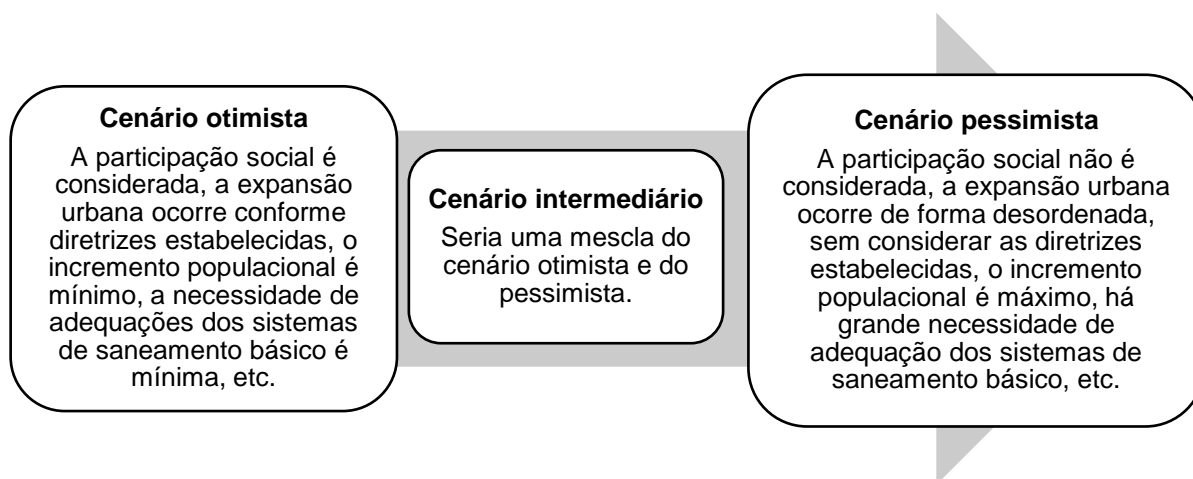 Cenário otimista
A participação social é
considerada, a expansão
urbana ocorre conforme
diretrizes estabelecidas, o
incremento populacional é
mínimo, a necessidade de
adequações dos sistemas
de saneamento básico é
mínima, etc.
Cenário intermediário
Seria uma mescla do
cenário otimista e do
pessimista.
Cenário pessimista
A participação social não é
considerada, a expansão urbana
ocorre de forma desordenada,
sem considerar as diretrizes
estabelecidas, o incremento
populacional é máximo, há
grande necessidade de
adequação dos sistemas de
saneamento básico, etc.